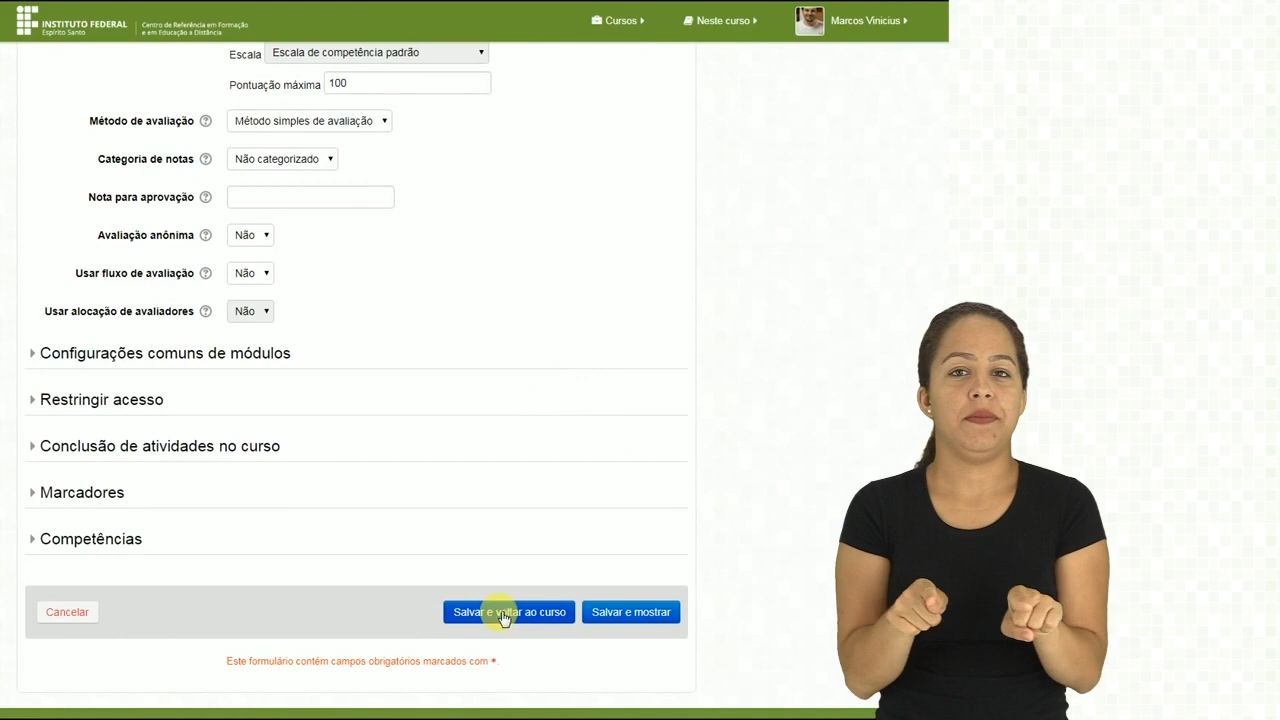 INSTITUTO FEDERAL
Espírito Santo
Centro de Referência em Formação
e em Educação a Distância
Cursos
Neste curso
Marcos Vinicius
Escala Escala de competência padrão
Pontuação máxima 100
Método de avaliação Método simples de avaliação
Categoria de notas Não categorizado
Nota para aprovação
Avaliação anônima Não
Usar fluxo de avaliação Não
Usar alocação de avaliadores Não
Configurações comuns de módulos
Restringir acesso
Conclusão de atividades no curso
Marcadores
Competências
Cancelar Salvar e voltar ao curso Salvar e mostrar
Este formulário contém campos obrigatórios marcados com *.